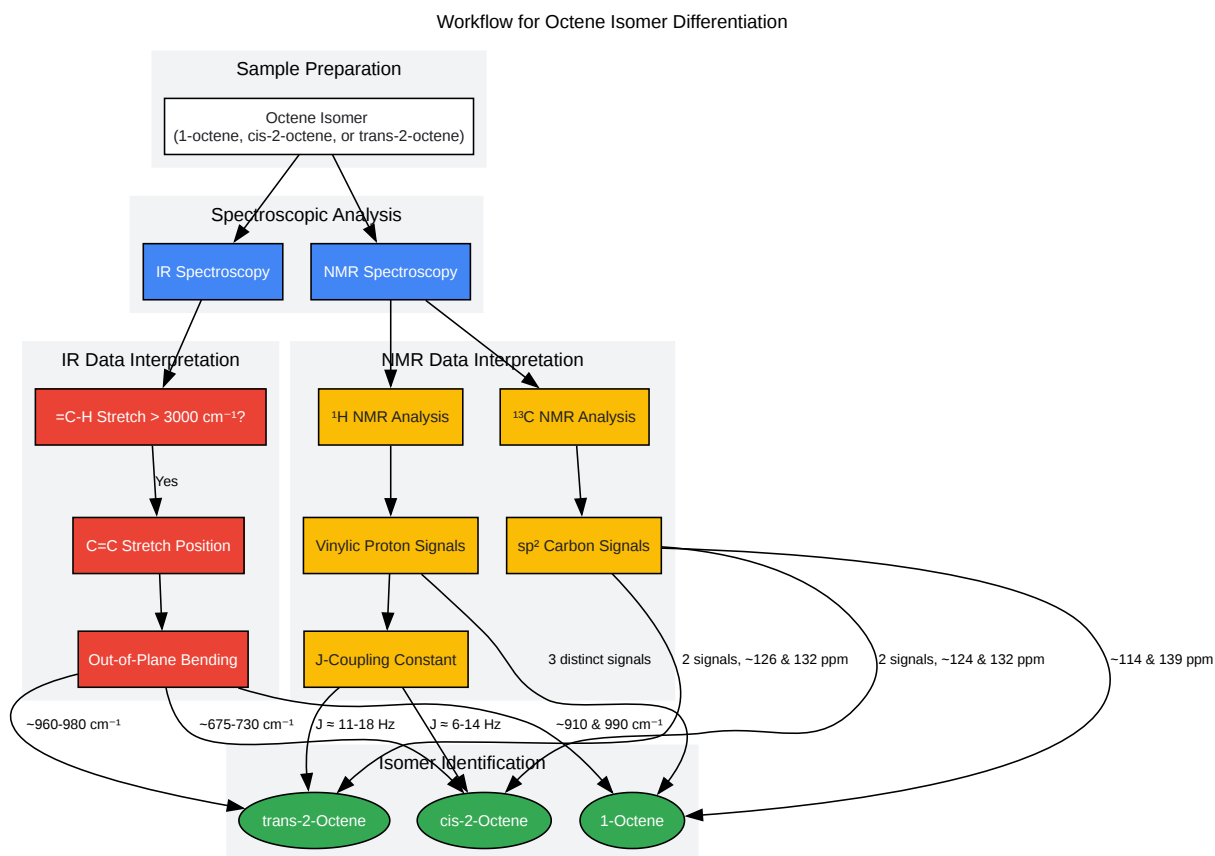 Workflow for Octene Isomer Differentiation
Sample Preparation
Octene Isomer
(1-octene, cis-2-octene, or trans-2-octene)
Spectroscopic Analysis
IR Spectroscopy
NMR Spectroscopy
IR Data Interpretation
NMR Data Interpretation
=C-H Stretch > 3000 cm⁻¹?
¹H NMR Analysis
¹³C NMR Analysis
Yes
C=C Stretch Position
Vinylic Proton Signals
sp² Carbon Signals
Out-of-Plane Bending
J-Coupling Constant
3 distinct signals
2 signals, ~126 & 132 ppm
2 signals, ~124 & 132 ppm
~114 & 139 ppm
~960-980 cm⁻¹
~675-730 cm⁻¹
J ≈ 11-18 Hz
J ≈ 6-14 Hz
~910 & 990 cm⁻¹
Isomer Identification
trans-2-Octene
cis-2-Octene
1-Octene